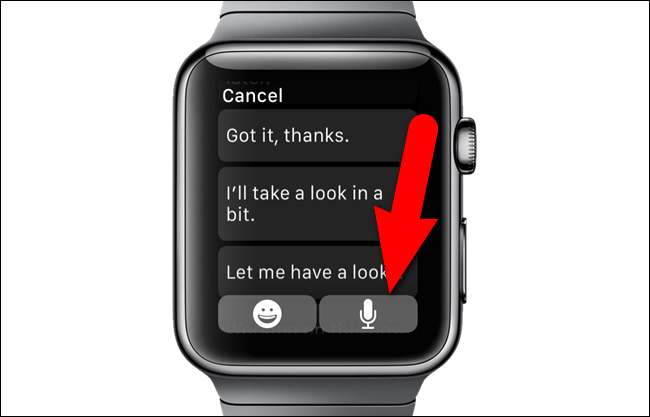 Cancel
Got it, thanks.
I'll take a look in a
bit.
Let me have a look